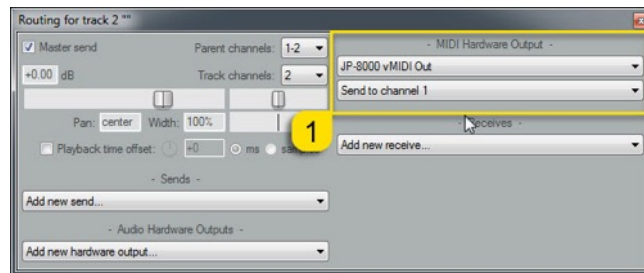 Routing for track 2 ""
Master send
Parent channels: 1-2
+0.00 dB
Track channels: 2
Pan: center Width: 100%
Playback time offset: +0 ms
- Sends -
Add new send...
- Audio Hardware Outputs -
Add new hardware output...
- MIDI Hardware Output -
JP-8000 vMIDI Out
Send to channel 1
1
- Receives -
Add new receive...